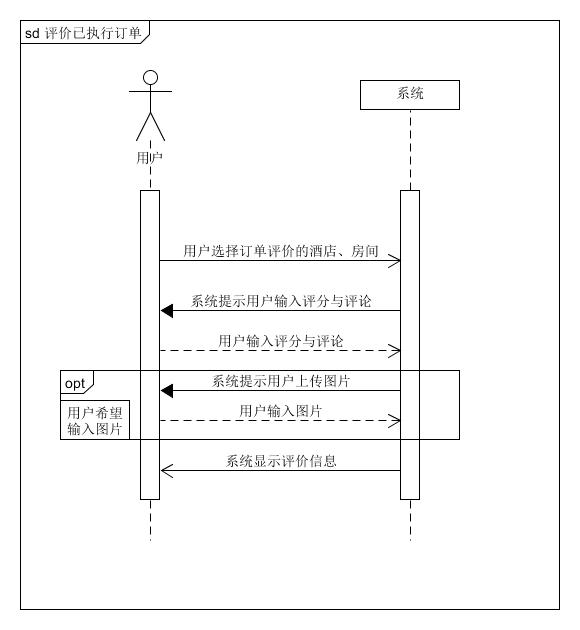 sd 评价已执行订单
系统
用户
用户选择订单评价的酒店、房间
系统提示用户输入评分与评论
用户输入评分与评论
opt
系统提示用户上传图片
用户希望
输入图片
用户输入图片
系统显示评价信息